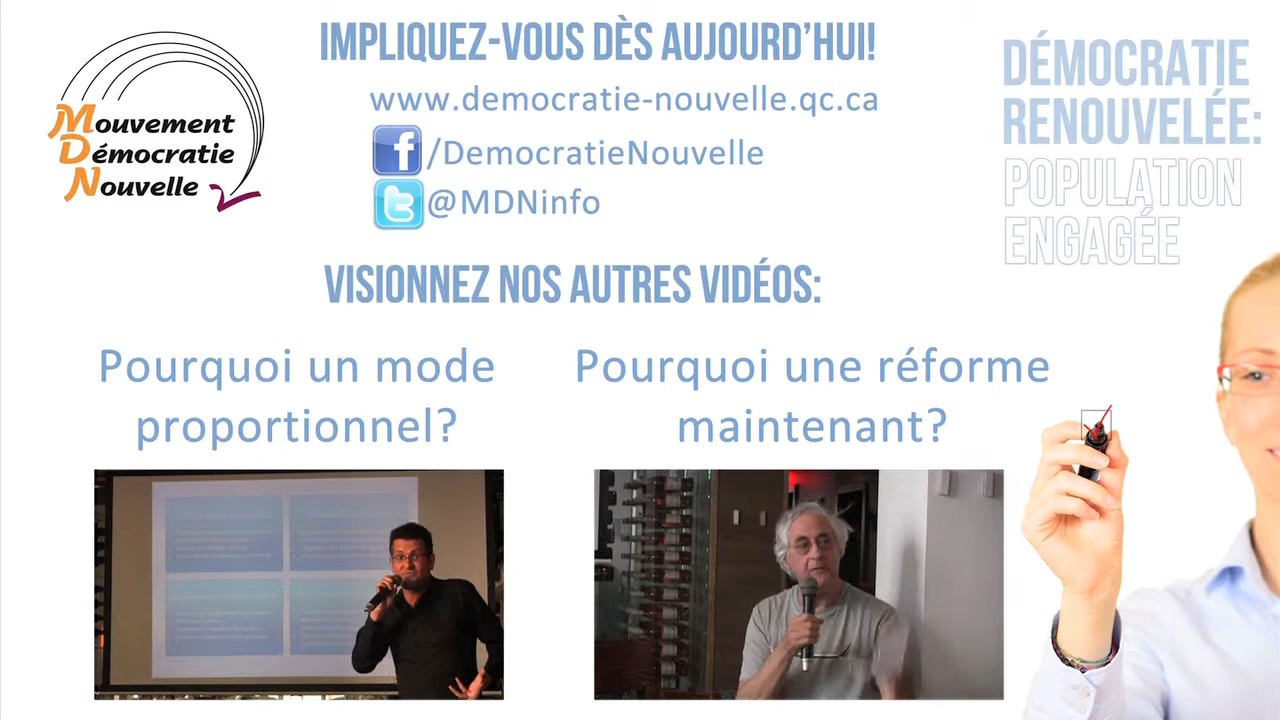 Mouvement
Démocratie
Nouvelle
IMPLIQUEZ-VOUS DÈS AUJOURD’HUI!
www.democratie-nouvelle.qc.ca
f /DemocratieNouvelle
t @MDNinfo
DÉMOCRATIE
RENOUVELÉE:
POPULATION
ENGAGÉE
VISIONNEZ NOS AUTRES VIDÉOS:
Pourquoi un mode
proportionnel?
Pourquoi une réforme
maintenant?